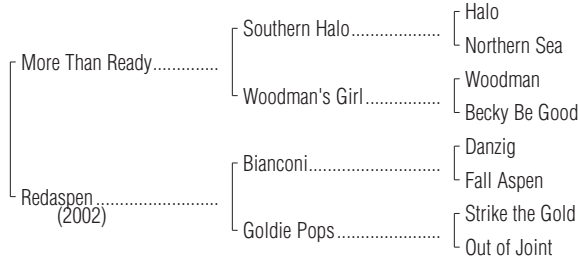 Halo
Southern Halo..................
Northern Sea
More Than Ready.............
Woodman
Woodman's Girl...............
Becky Be Good
Danzig
Bianconi..........................
Fall Aspen
Redaspen........................
(2002)
Strike the Gold
Goldie Pops.....................
Out of Joint